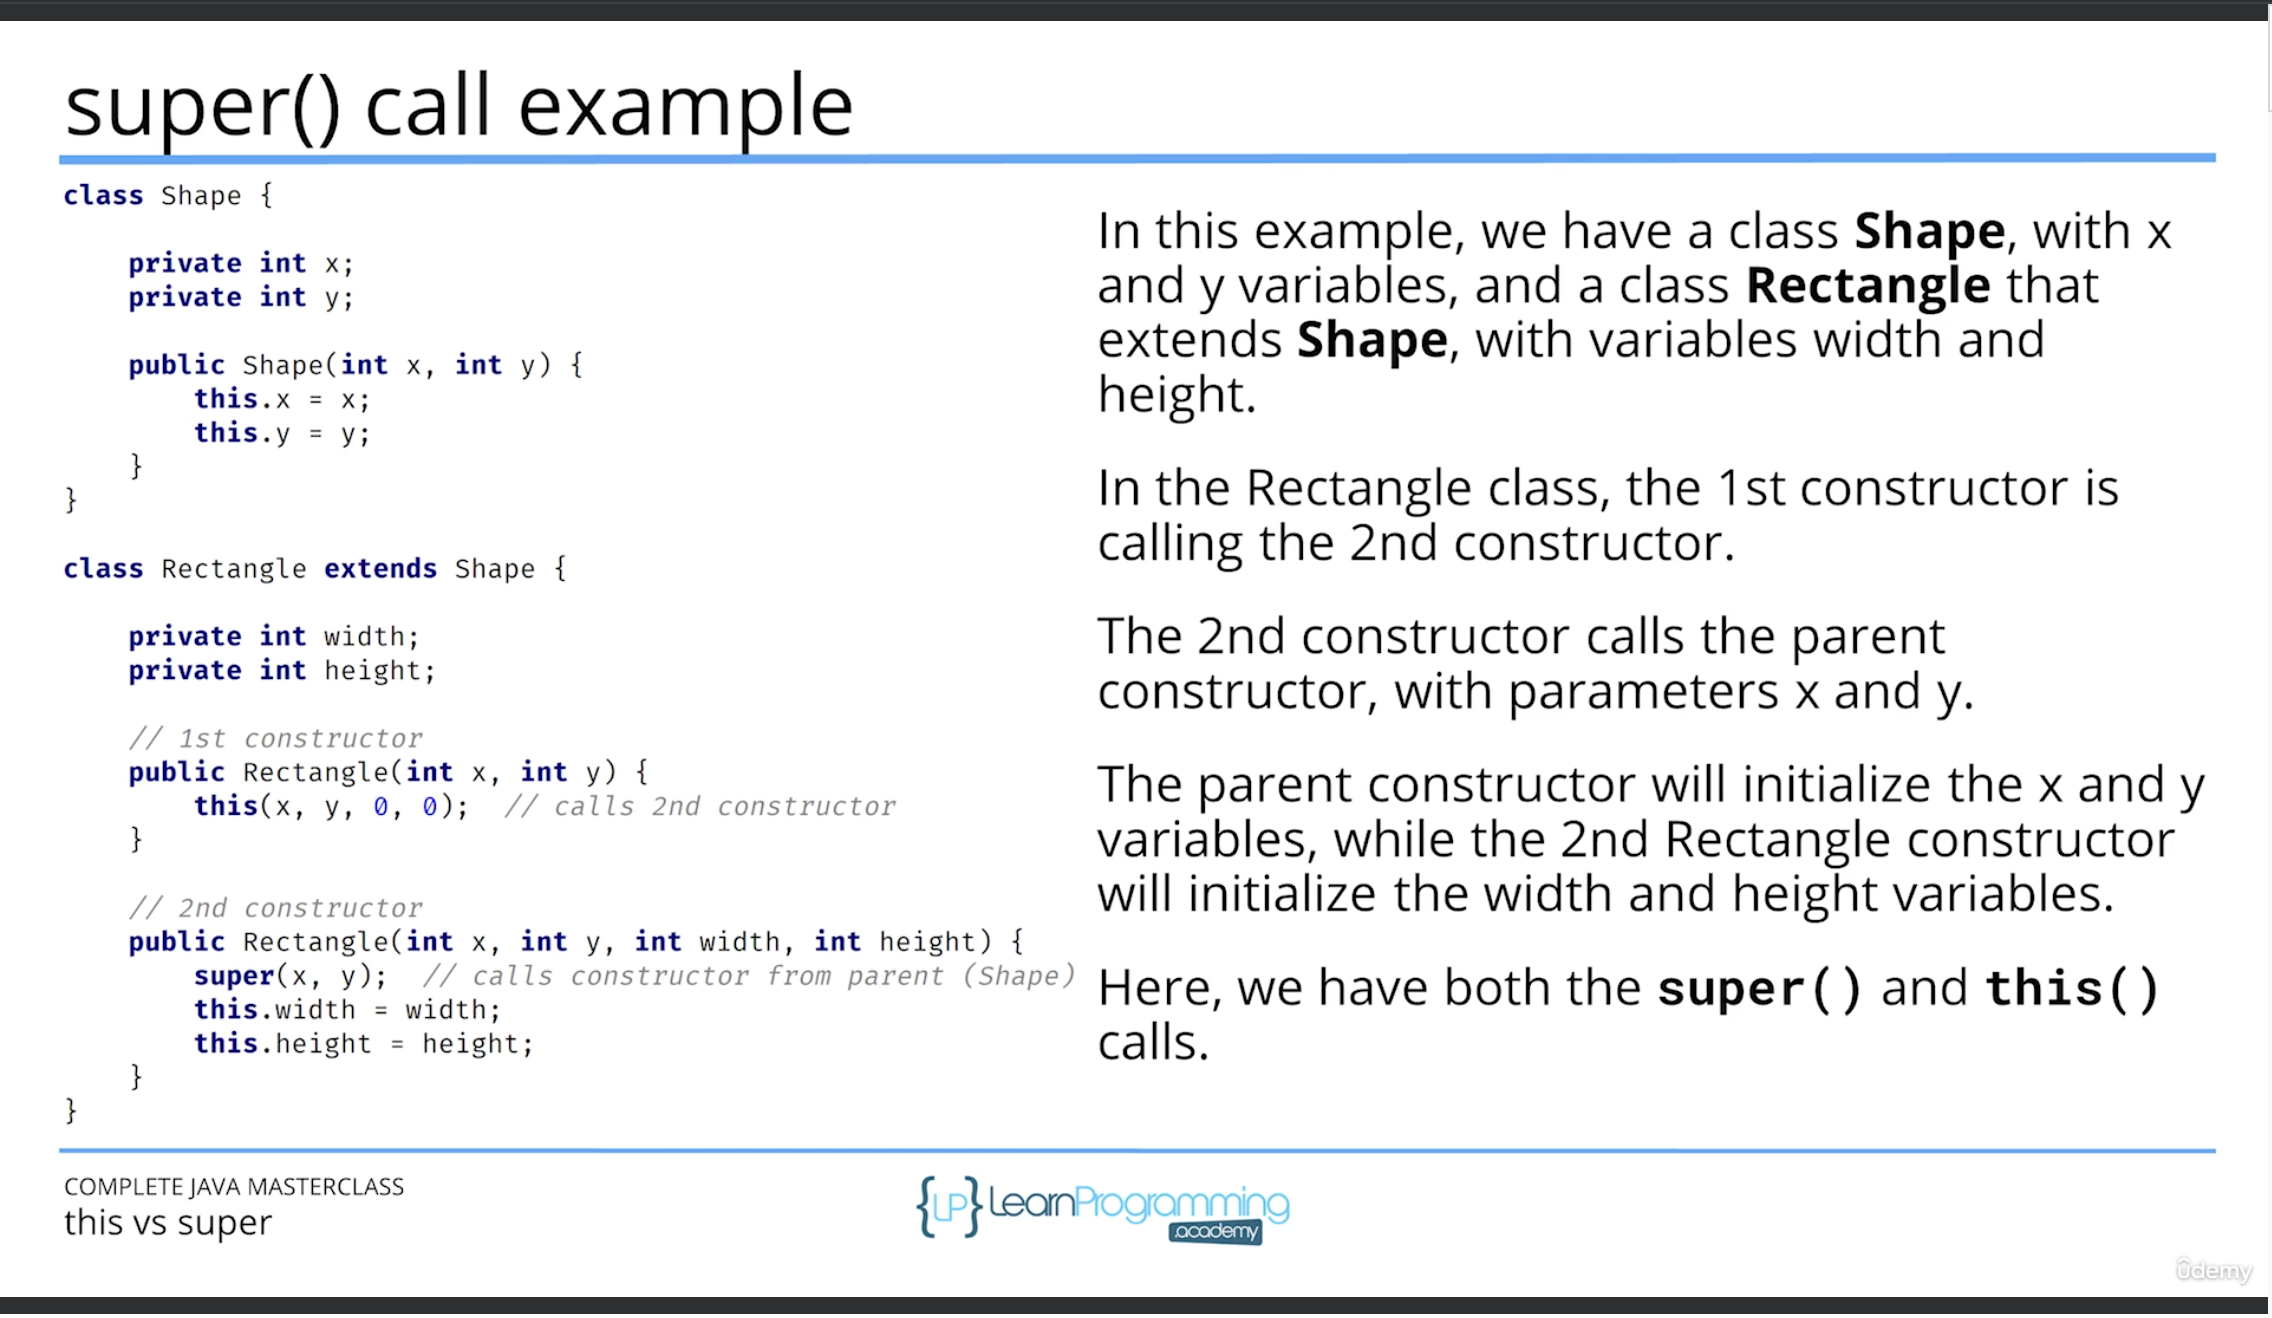 super() call example
class Shape {
    private int x;
    private int y;
    public Shape(int x, int y) {
        this.x = x;
        this.y = y;
    }
}
class Rectangle extends Shape {
    private int width;
    private int height;
    // 1st constructor
    public Rectangle(int x, int y) {
        this(x, y, 0, 0);  // calls 2nd constructor
    }
    // 2nd constructor
    public Rectangle(int x, int y, int width, int height) {
        super(x, y);  // calls constructor from parent (Shape)
        this.width = width;
        this.height = height;
    }
}
In this example, we have a class Shape, with x
and y variables, and a class Rectangle that
extends Shape, with variables width and
height.
In the Rectangle class, the 1st constructor is
calling the 2nd constructor.
The 2nd constructor calls the parent
constructor, with parameters x and y.
The parent constructor will initialize the x and y
variables, while the 2nd Rectangle constructor
will initialize the width and height variables.
Here, we have both the super() and this()
calls.
COMPLETE JAVA MASTERCLASS
this vs super
{LP} LearnProgramming
.academy
ûdemy